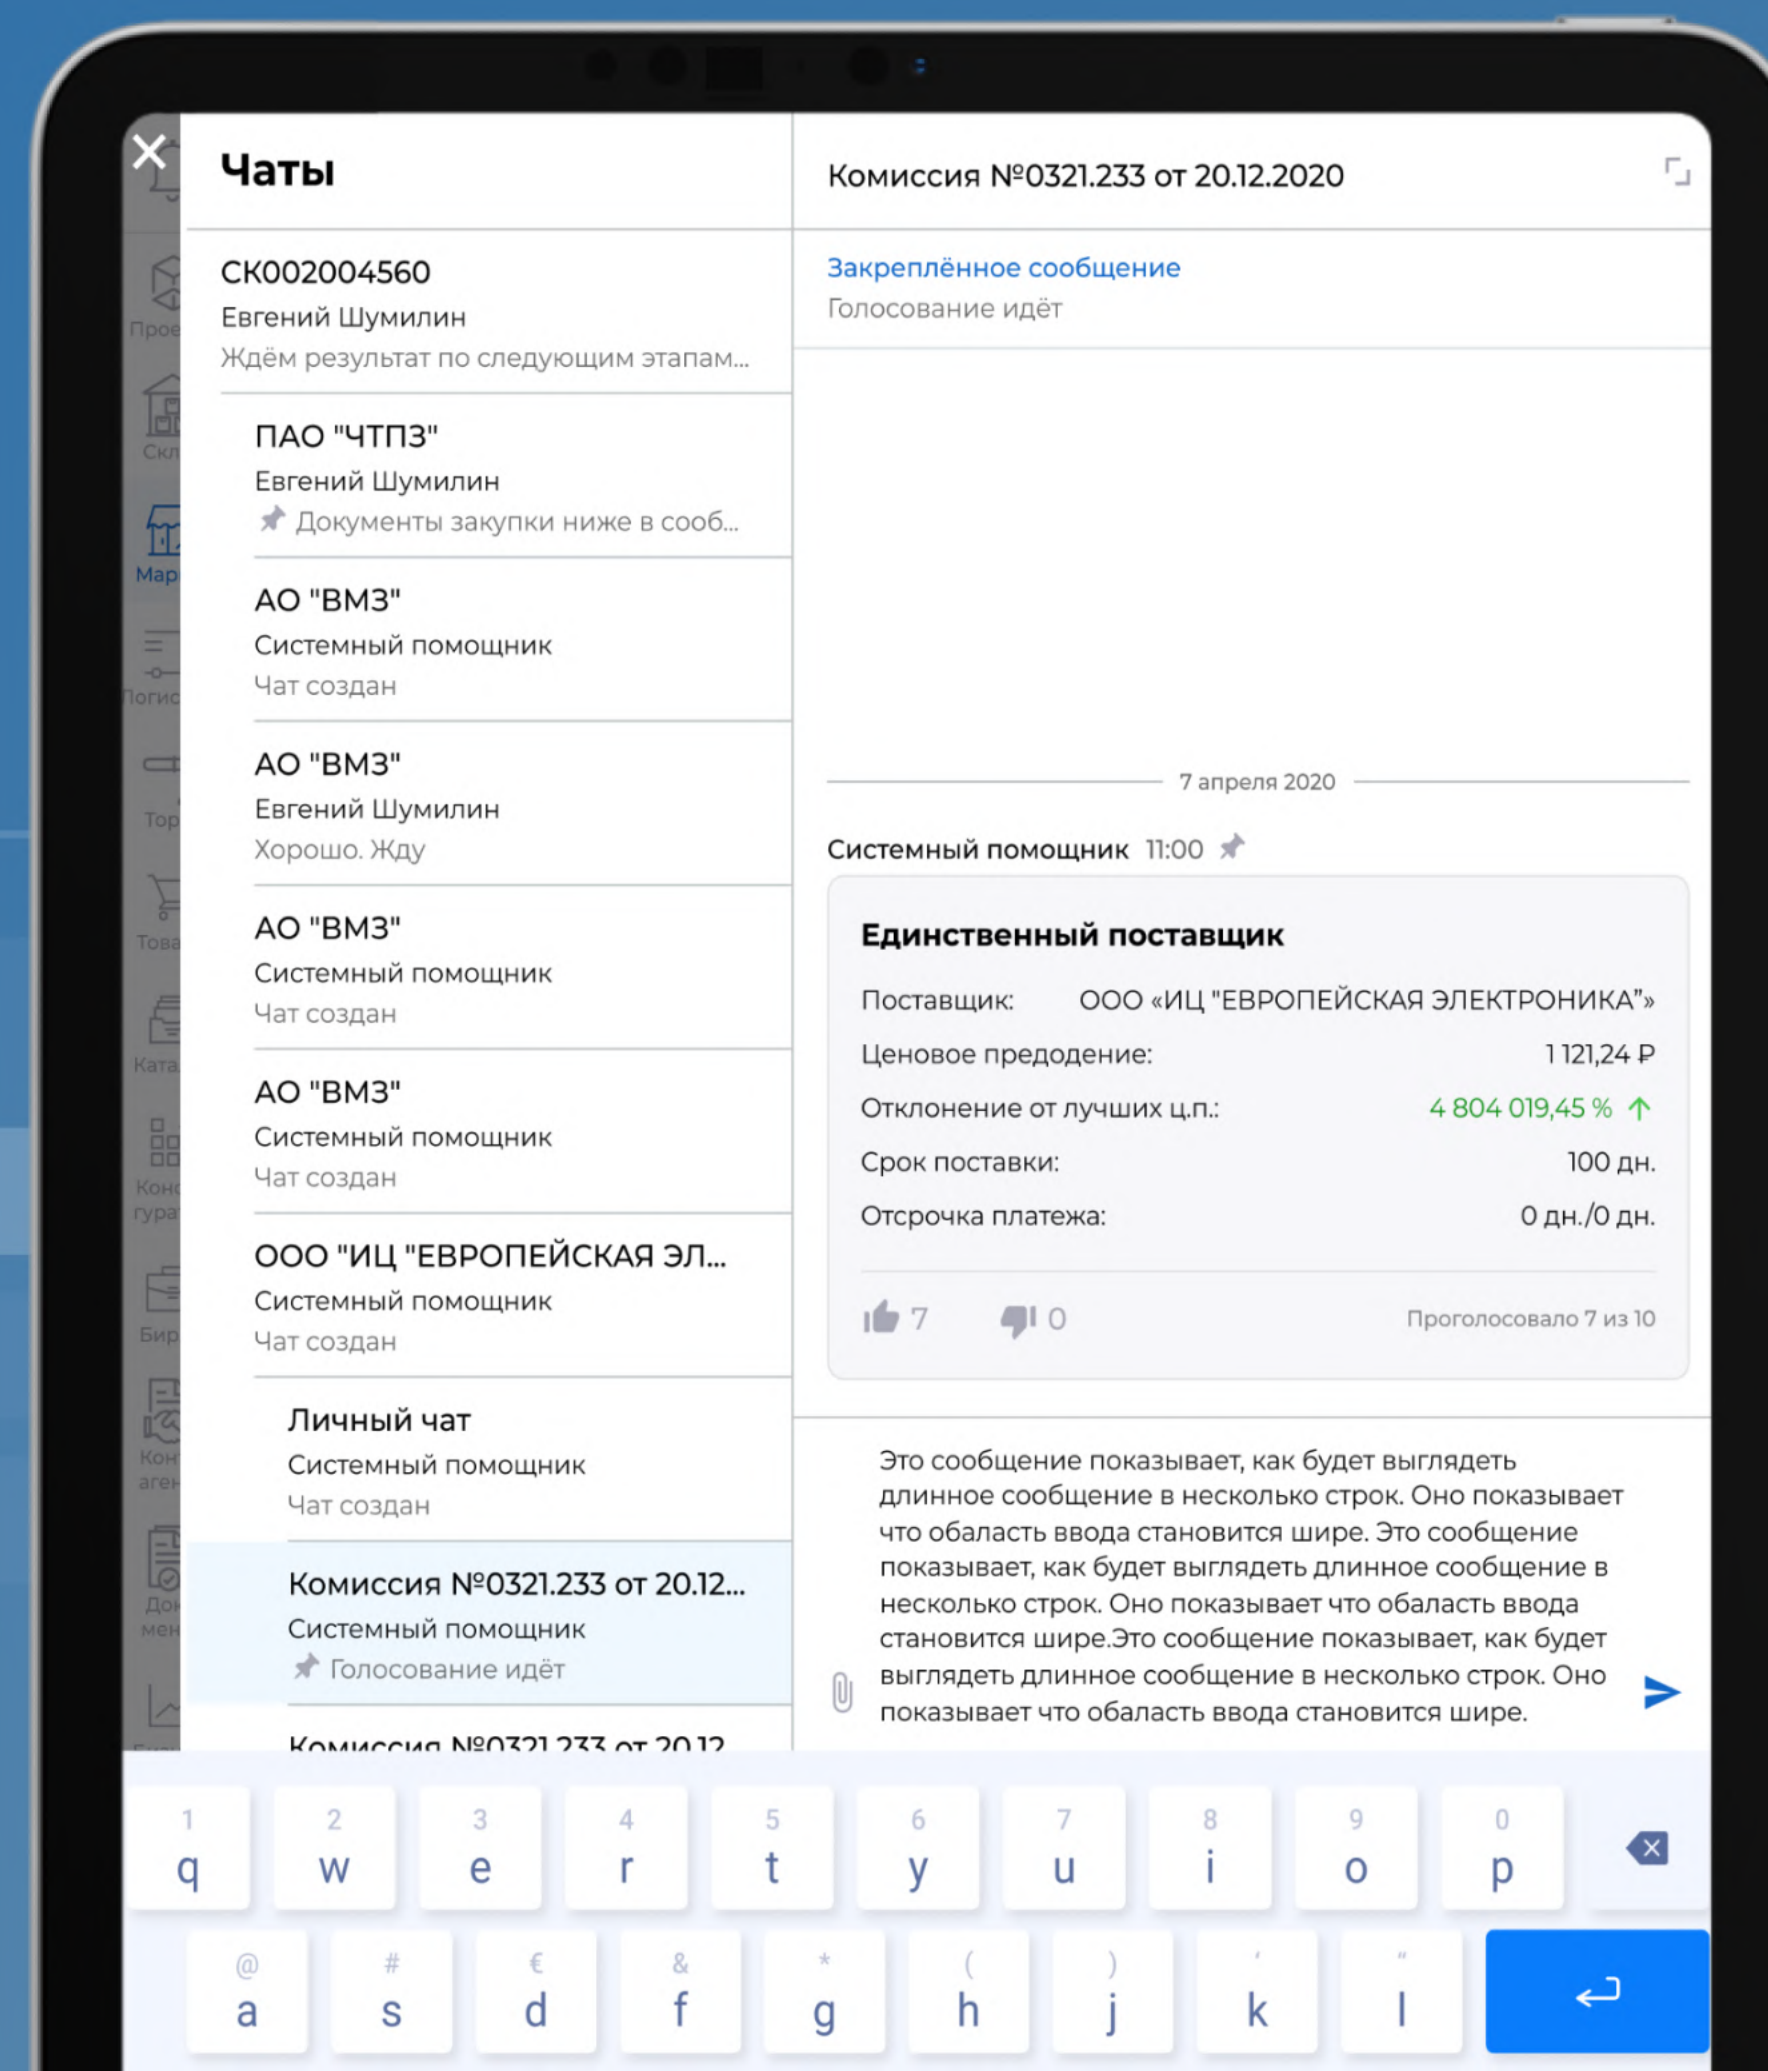 Чаты
СК002004560
Евгений Шумилин
Ждём результат по следующим этапам...
ПАО "ЧТПЗ"
Евгений Шумилин
Документы закупки ниже в сооб...
АО "ВМЗ"
Системный помощник
Чат создан
АО "ВМЗ"
Евгений Шумилин
Хорошо. Жду
АО "ВМЗ"
Системный помощник
Чат создан
АО "ВМЗ"
Системный помощник
Чат создан
ООО "ИЦ "ЕВРОПЕЙСКАЯ ЭЛ...
Системный помощник
Чат создан
Личный чат
Системный помощник
Чат создан
Комиссия №0321.233 от 20.12...
Системный помощник
Голосование идёт
Комиссия №0321.233 от 20.12
Комиссия №0321.233 от 20.12.2020
Закреплённое сообщение
Голосование идёт
7 апреля 2020
Системный помощник 11:00
Единственный поставщик
Поставщик: ООО «ИЦ "ЕВРОПЕЙСКАЯ ЭЛЕКТРОНИКА”»
Ценовое предодение: 1 121,24 ₽
Отклонение от лучших ц.п.: 4 804 019,45 %
Срок поставки: 100 дн.
Отсрочка платежа: 0 дн./0 дн.
7 0 Проголосовало 7 из 10
Это сообщение показывает, как будет выглядеть
длинное сообщение в несколько строк. Оно показывает
что обаласть ввода становится шире. Это сообщение
показывает, как будет выглядеть длинное сообщение в
несколько строк. Оно показывает что обаласть ввода
становится шире.Это сообщение показывает, как будет
выглядеть длинное сообщение в несколько строк. Оно
показывает что обаласть ввода становится шире.
1 2 3 4 5 6 7 8 9 0
q w e r t y u i o p
@ # € & * ( ) ‘ “
a s d f g h j k l